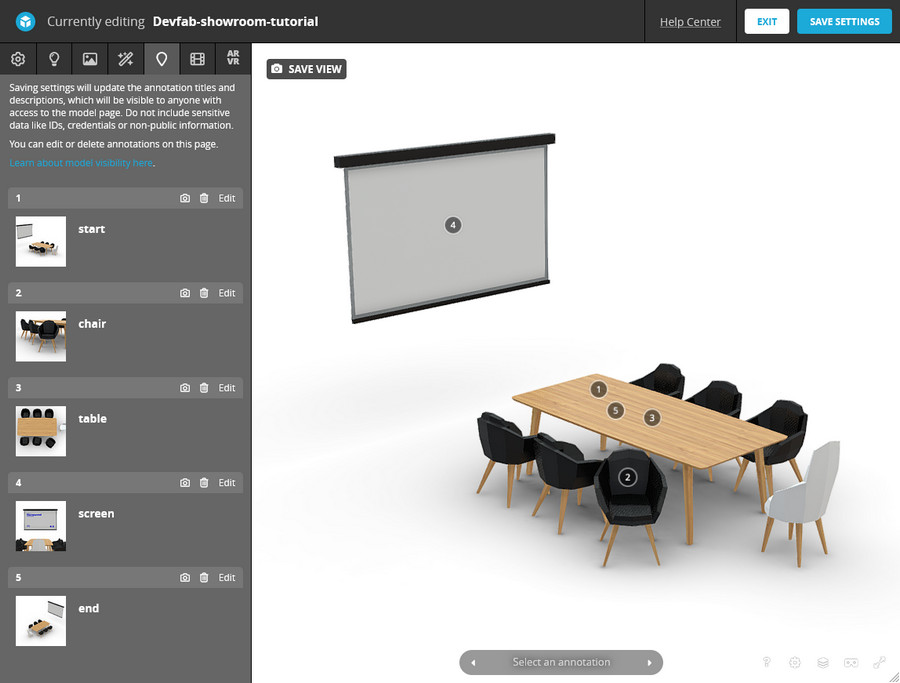 Currently editing Devfab-showroom-tutorial
Help Center
EXIT
SAVE SETTINGS
AR
VR
Saving settings will update the annotation titles and
descriptions, which will be visible to anyone with
access to the model page. Do not include sensitive
data like IDs, credentials or non-public information.
You can edit or delete annotations on this page.
Learn about model visibility here.
1 Edit
start
2 Edit
chair
3 Edit
table
4 Edit
screen
5 Edit
end
SAVE VIEW
4
1
5
3
2
Select an annotation
?